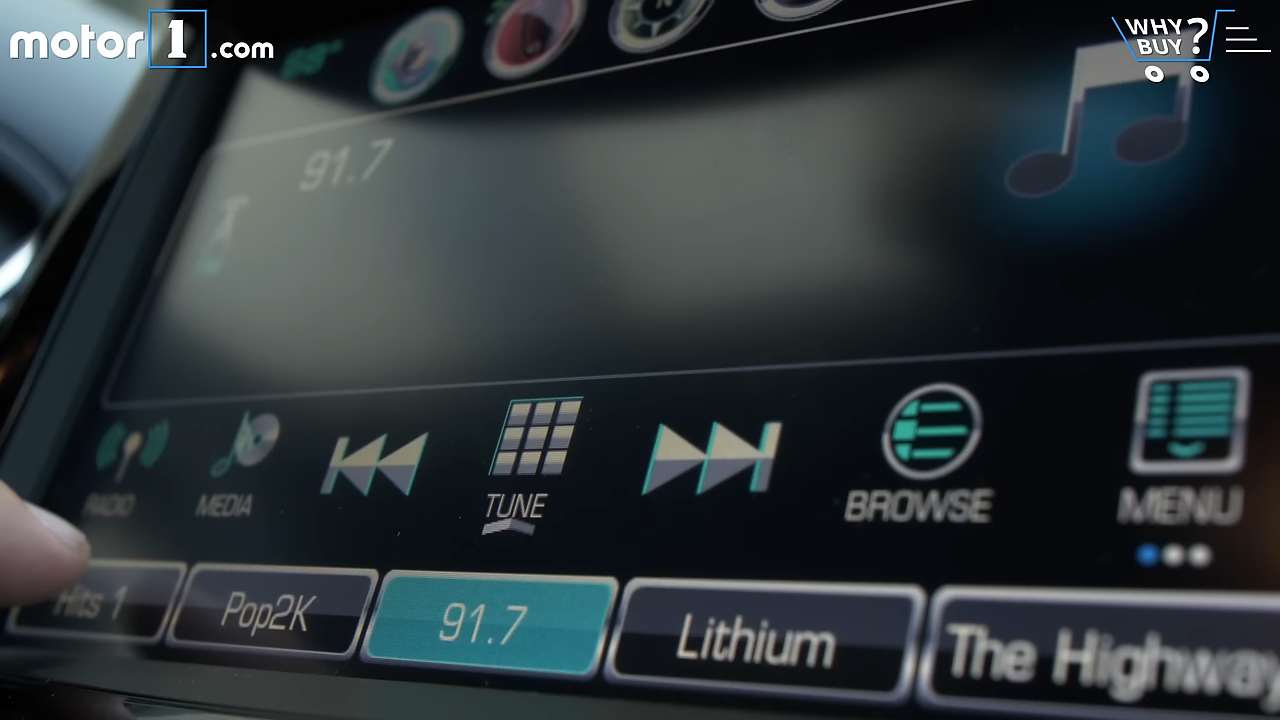 motor1.com
WHY BUY?
68°
91.7
RADIO
MEDIA
TUNE
BROWSE
MENU
Hits 1
Pop2K
91.7
Lithium
The Highway